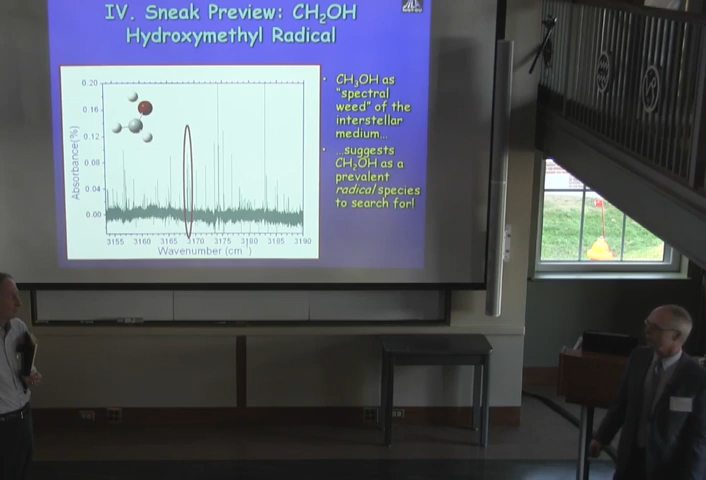 IV. Sneak Preview: CH₂OH
Hydroxymethyl Radical
CH₃OH as
"spectral
weed" of the
interstellar
medium...
...suggests
CH₂OH as a
prevalent
radical species
to search for!
Absorbance(%)
0.20
0.16
0.12
0.08
0.04
0.00
3155 3160 3165 3170 3175 3180 3185 3190
Wavenumber (cm⁻)